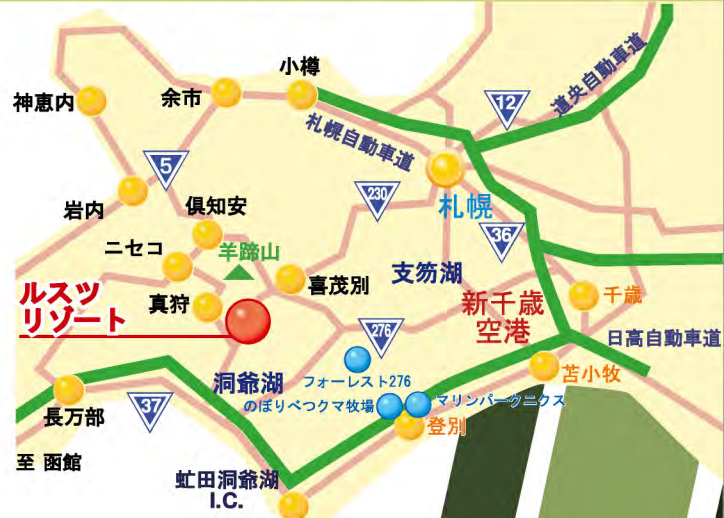 小樽
神恵内
余市
12
道央自動車道
札幌自動車道
5
岩内
倶知安
230
札幌
36
ニセコ
羊蹄山
支笏湖
真狩
喜茂別
新千歳
空港
千歳
ルスツ
リゾート
276
日高自動車道
フォーレスト276
洞爺湖
のぼりべつクマ牧場
マリンパークニクス
苫小牧
長万部
37
登別
至 函館
虻田洞爺湖
I.C.